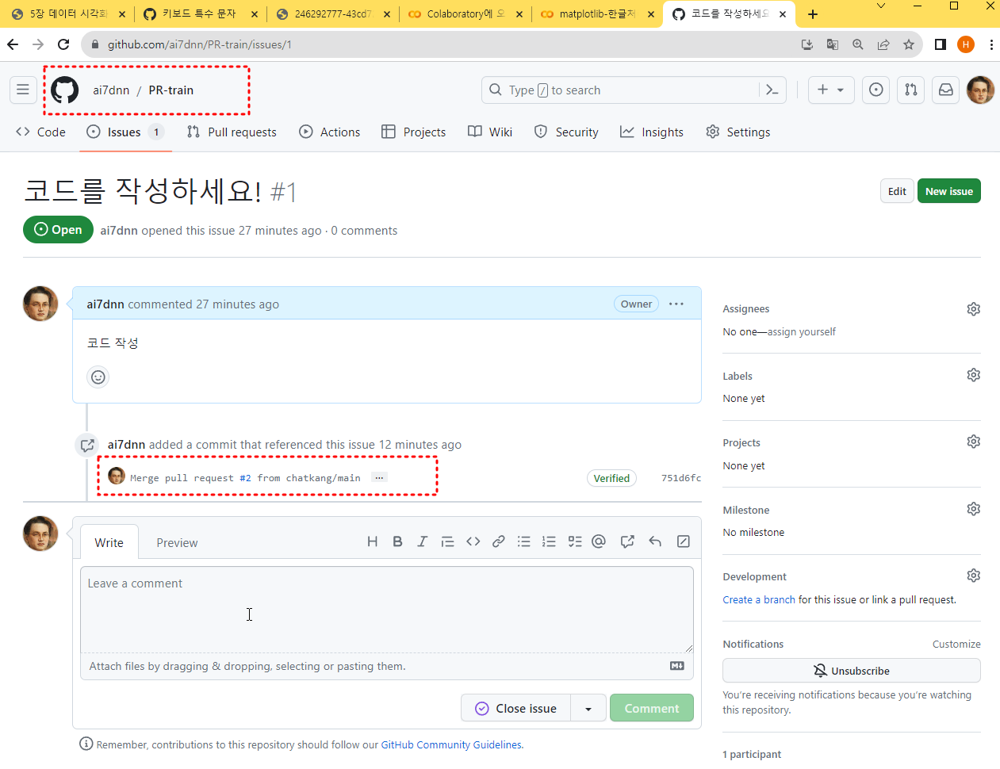 5장 데이터 시각화
키보드 특수 문자
246292777-43cd7
Colaboratory에 오
matplotlib-한글처
코드를 작성하세요
github.com/ai7dnn/PR-train/issues/1
H
ai7dnn / PR-train
Type / to search
Code
Issues 1
Pull requests
Actions
Projects
Wiki
Security
Insights
Settings
코드를 작성하세요! #1
Edit
New issue
Open
ai7dnn opened this issue 27 minutes ago · 0 comments
ai7dnn commented 27 minutes ago
Owner
코드 작성
ai7dnn added a commit that referenced this issue 12 minutes ago
Merge pull request #2 from chatkang/main
Verified
751d6fc
Write
Preview
Leave a comment
Attach files by dragging & dropping, selecting or pasting them.
Close issue
Comment
Remember, contributions to this repository should follow our GitHub Community Guidelines.
Assignees
No one—assign yourself
Labels
None yet
Projects
None yet
Milestone
No milestone
Development
Create a branch for this issue or link a pull request.
Notifications
Customize
Unsubscribe
You're receiving notifications because you're watching
this repository.
1 participant